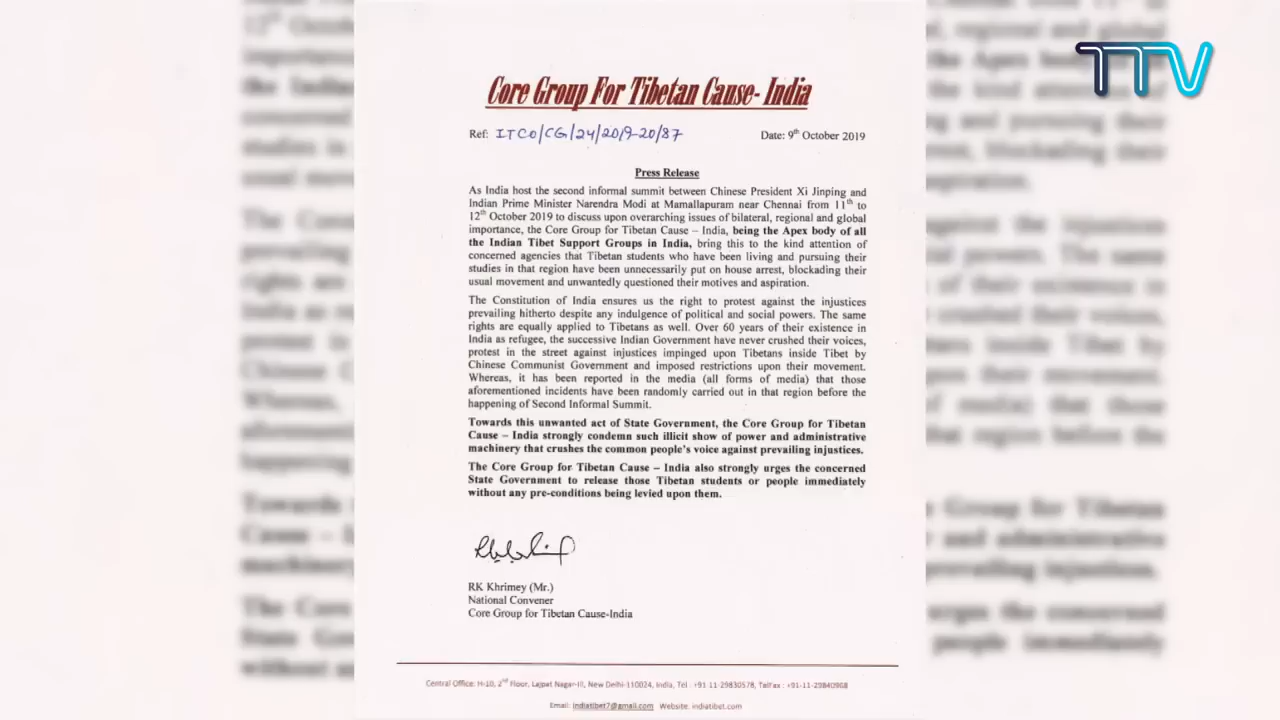 TTV
Core Group For Tibetan Cause- India
Ref: ITCO/CG/24/2019-20/87 Date: 9th October 2019
Press Release
As India host the second informal summit between Chinese President Xi Jinping and
Indian Prime Minister Narendra Modi at Mamallapuram near Chennai from 11th to
12th October 2019 to discuss upon overarching issues of bilateral, regional and global
importance, the Core Group for Tibetan Cause – India, being the Apex body of all
the Indian Tibet Support Groups in India, bring this to the kind attention of
concerned agencies that Tibetan students who have been living and pursuing their
studies in that region have been unnecessarily put on house arrest, blockading their
usual movement and unwantedly questioned their motives and aspiration.
The Constitution of India ensures us the right to protest against the injustices
prevailing hitherto despite any indulgence of political and social powers. The same
rights are equally applied to Tibetans as well. Over 60 years of their existence in
India as refugee, the successive Indian Government have never crushed their voices,
protest in the street against injustices impinged upon Tibetans inside Tibet by
Chinese Communist Government and imposed restrictions upon their movement.
Whereas, it has been reported in the media (all forms of media) that those
aforementioned incidents have been randomly carried out in that region before the
happening of Second Informal Summit.
Towards this unwanted act of State Government, the Core Group for Tibetan
Cause – India strongly condemn such illicit show of power and administrative
machinery that crushes the common people's voice against prevailing injustices.
The Core Group for Tibetan Cause – India also strongly urges the concerned
State Government to release those Tibetan students or people immediately
without any pre-conditions being levied upon them.
RK Khrimey (Mr.)
National Convener
Core Group for Tibetan Cause-India
Central Office: H-10, 2nd Floor, Lajpat Nagar-III, New Delhi-110024, India, Tel : +91 11-29830578, TalFax : +91-11-29840968
Email: indiatibet7@gmail.com Website. indiatibet.com